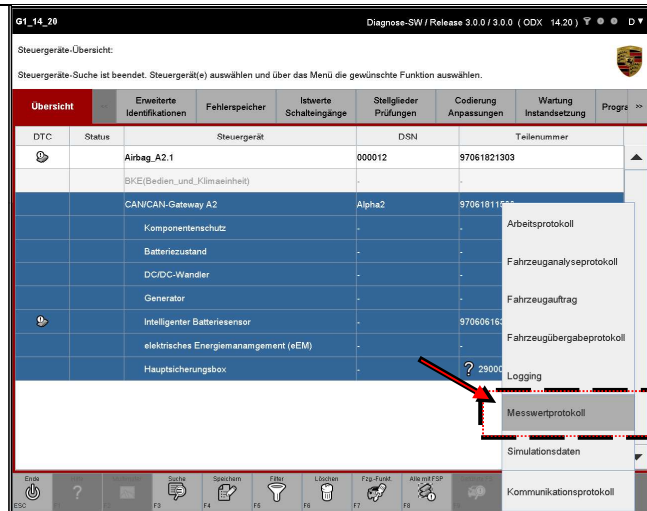 G1_14_20 Diagnose-SW / Release 3.0.0 / 3.0.0 ( ODX 14.20 ) D
Steuergeräte-Übersicht:
Steuergeräte-Suche ist beendet. Steuergerät(e) auswählen und über das Menü die gewünschte Funktion auswählen.
Übersicht
Erweiterte Identifikationen
Fehlerspeicher
Istwerte Schalteingänge
Stellglieder Prüfungen
Codierung Anpassungen
Wartung Instandsetzung
Progra >>
DTC Status Steuergerät DSN Teilenummer
Airbag_A2.1 000012 97061821303
BKE(Bedien_und_Klimaeinheit) - -
CAN/CAN-Gateway A2 Alpha2 97061811
Komponentenschutz - -
Batteriezustand - -
DC/DC-Wandler - -
Generator - -
Intelligenter Batteriesensor - 97060616
elektrisches Energiemanamgement (eEM) - -
Hauptsicherungsbox - ? 2900
Arbeitsprotokoll
Fahrzeuganalyseprotokoll
Fahrzeugauftrag
Fahrzeugübergabeprotokoll
Logging
Messwertprotokoll
Simulationsdaten
Kommunikationsprotokoll
Ende Suche Speichern Filter Löschen Fzg.-Funkt. Alle mit FSP
ESC F3 F4 F5 F6 F7 F8